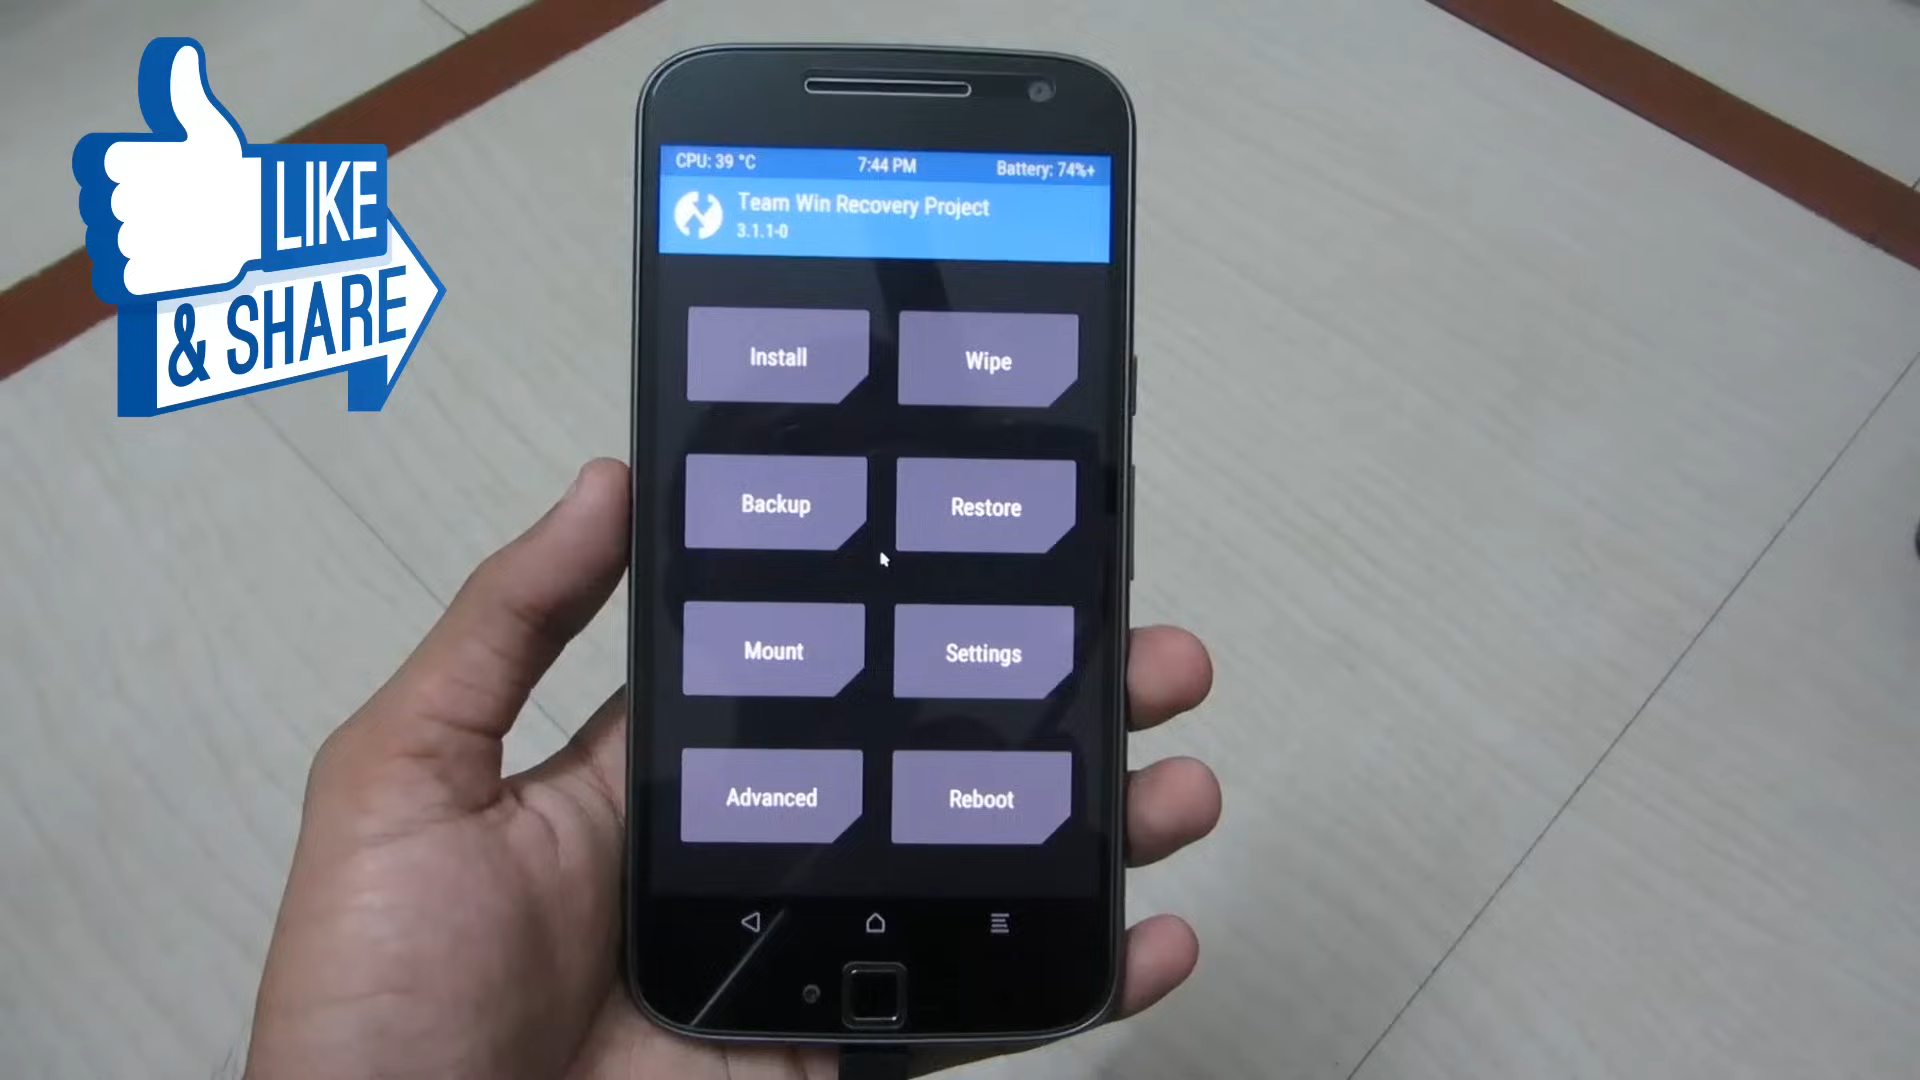 LIKE
& SHARE
CPU: 39 °C
7:44 PM
Battery: 74%+
Team Win Recovery Project
3.1.1-0
Install
Wipe
Backup
Restore
Mount
Settings
Advanced
Reboot